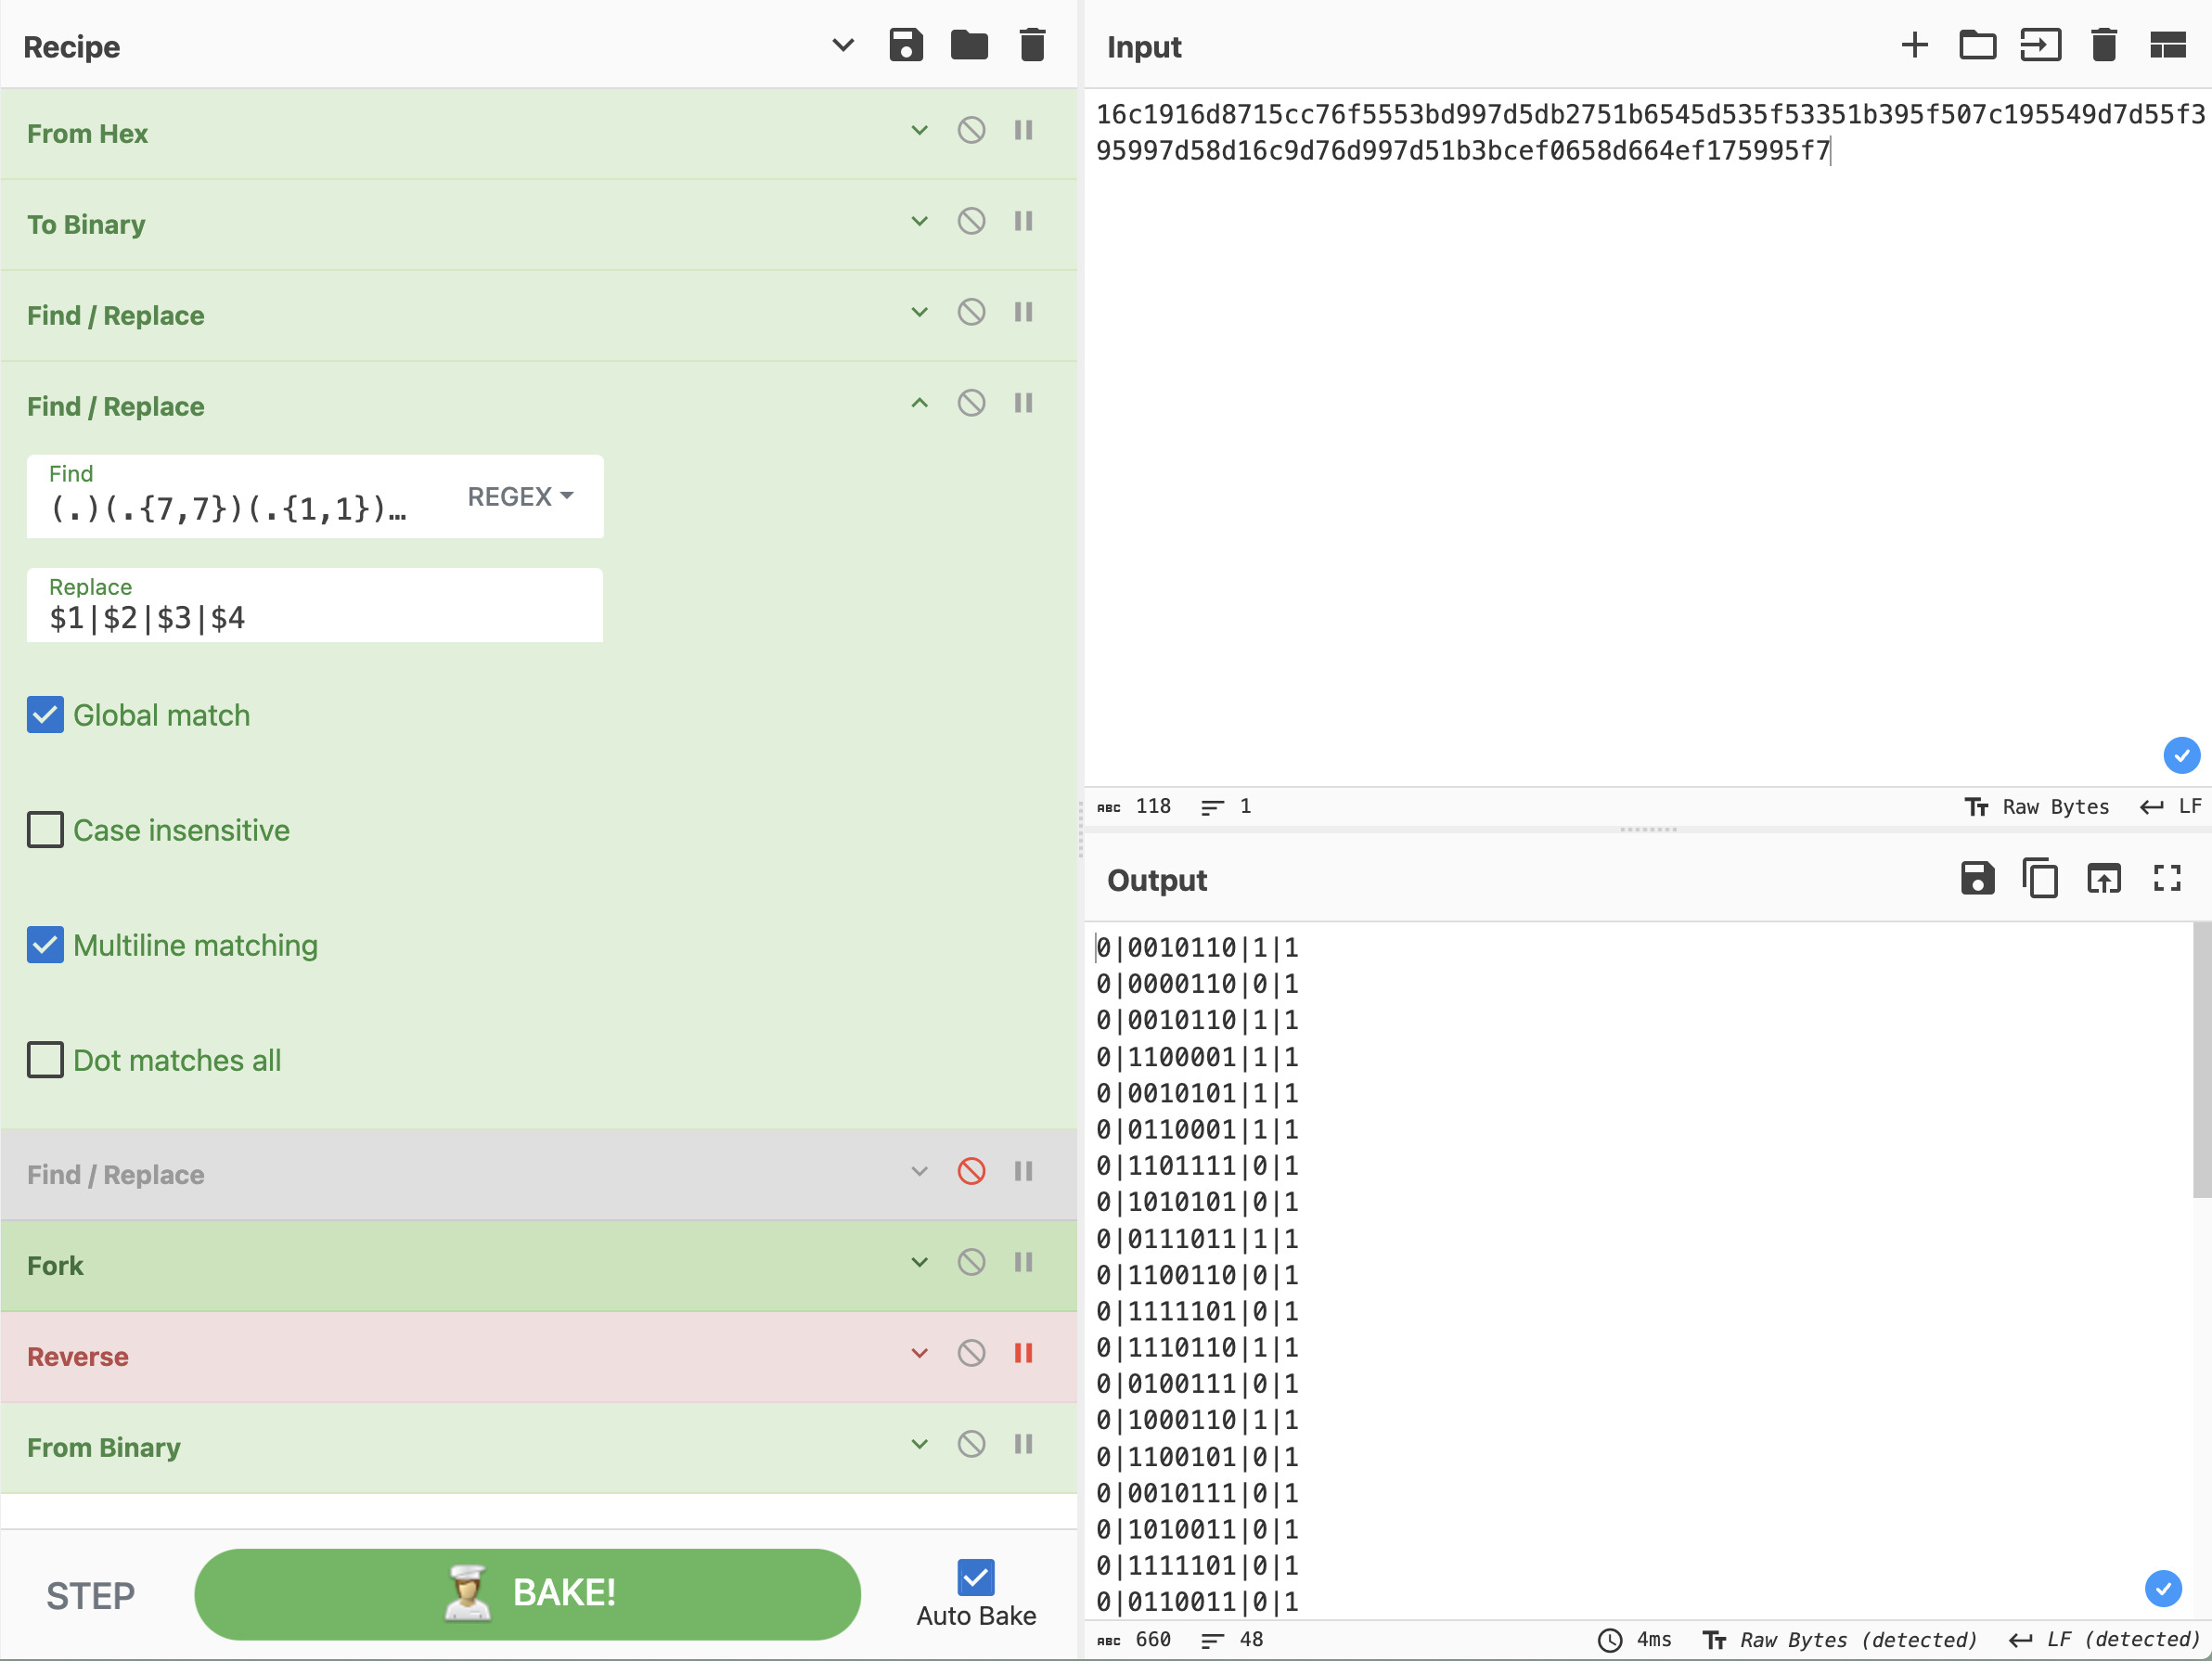 Recipe
From Hex
To Binary
Find / Replace
Find / Replace
Find
(.)(.{7,7})(.{1,1})…
REGEX
Replace
$1|$2|$3|$4
Global match
Case insensitive
Multiline matching
Dot matches all
Find / Replace
Fork
Reverse
From Binary
STEP
BAKE!
Auto Bake
Input
16c1916d8715cc76f5553bd997d5db2751b6545d535f53351b395f507c195549d7d55f3
95997d58d16c9d76d997d51b3bcef0658d664ef175995f7
ABC 118 1
Raw Bytes LF
Output
0|0010110|1|1
0|0000110|0|1
0|0010110|1|1
0|1100001|1|1
0|0010101|1|1
0|0110001|1|1
0|1101111|0|1
0|1010101|0|1
0|0111011|1|1
0|1100110|0|1
0|1111101|0|1
0|1110110|1|1
0|0100111|0|1
0|1000110|1|1
0|1100101|0|1
0|0010111|0|1
0|1010011|0|1
0|1111101|0|1
0|0110011|0|1
ABC 660 48
4ms Raw Bytes (detected) LF (detected)